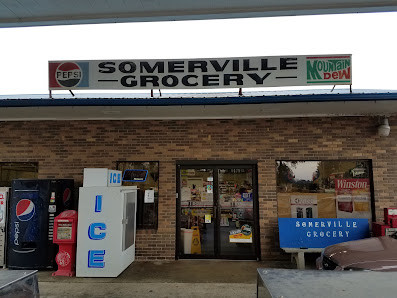 PEPSI
SOMERVILLE
GROCERY
Mountain
DEW
ICE
pepsi
ICE
Winston
SOMERVILLE
GROCERY